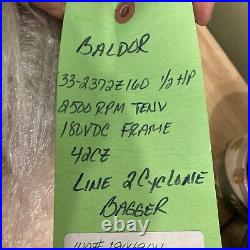 BALDOR
33-2372Z160 1/2 HP
2500 RPM TENV
180VDC FRAME
42CZ
LINE 2 CYCLONE
BAGGER